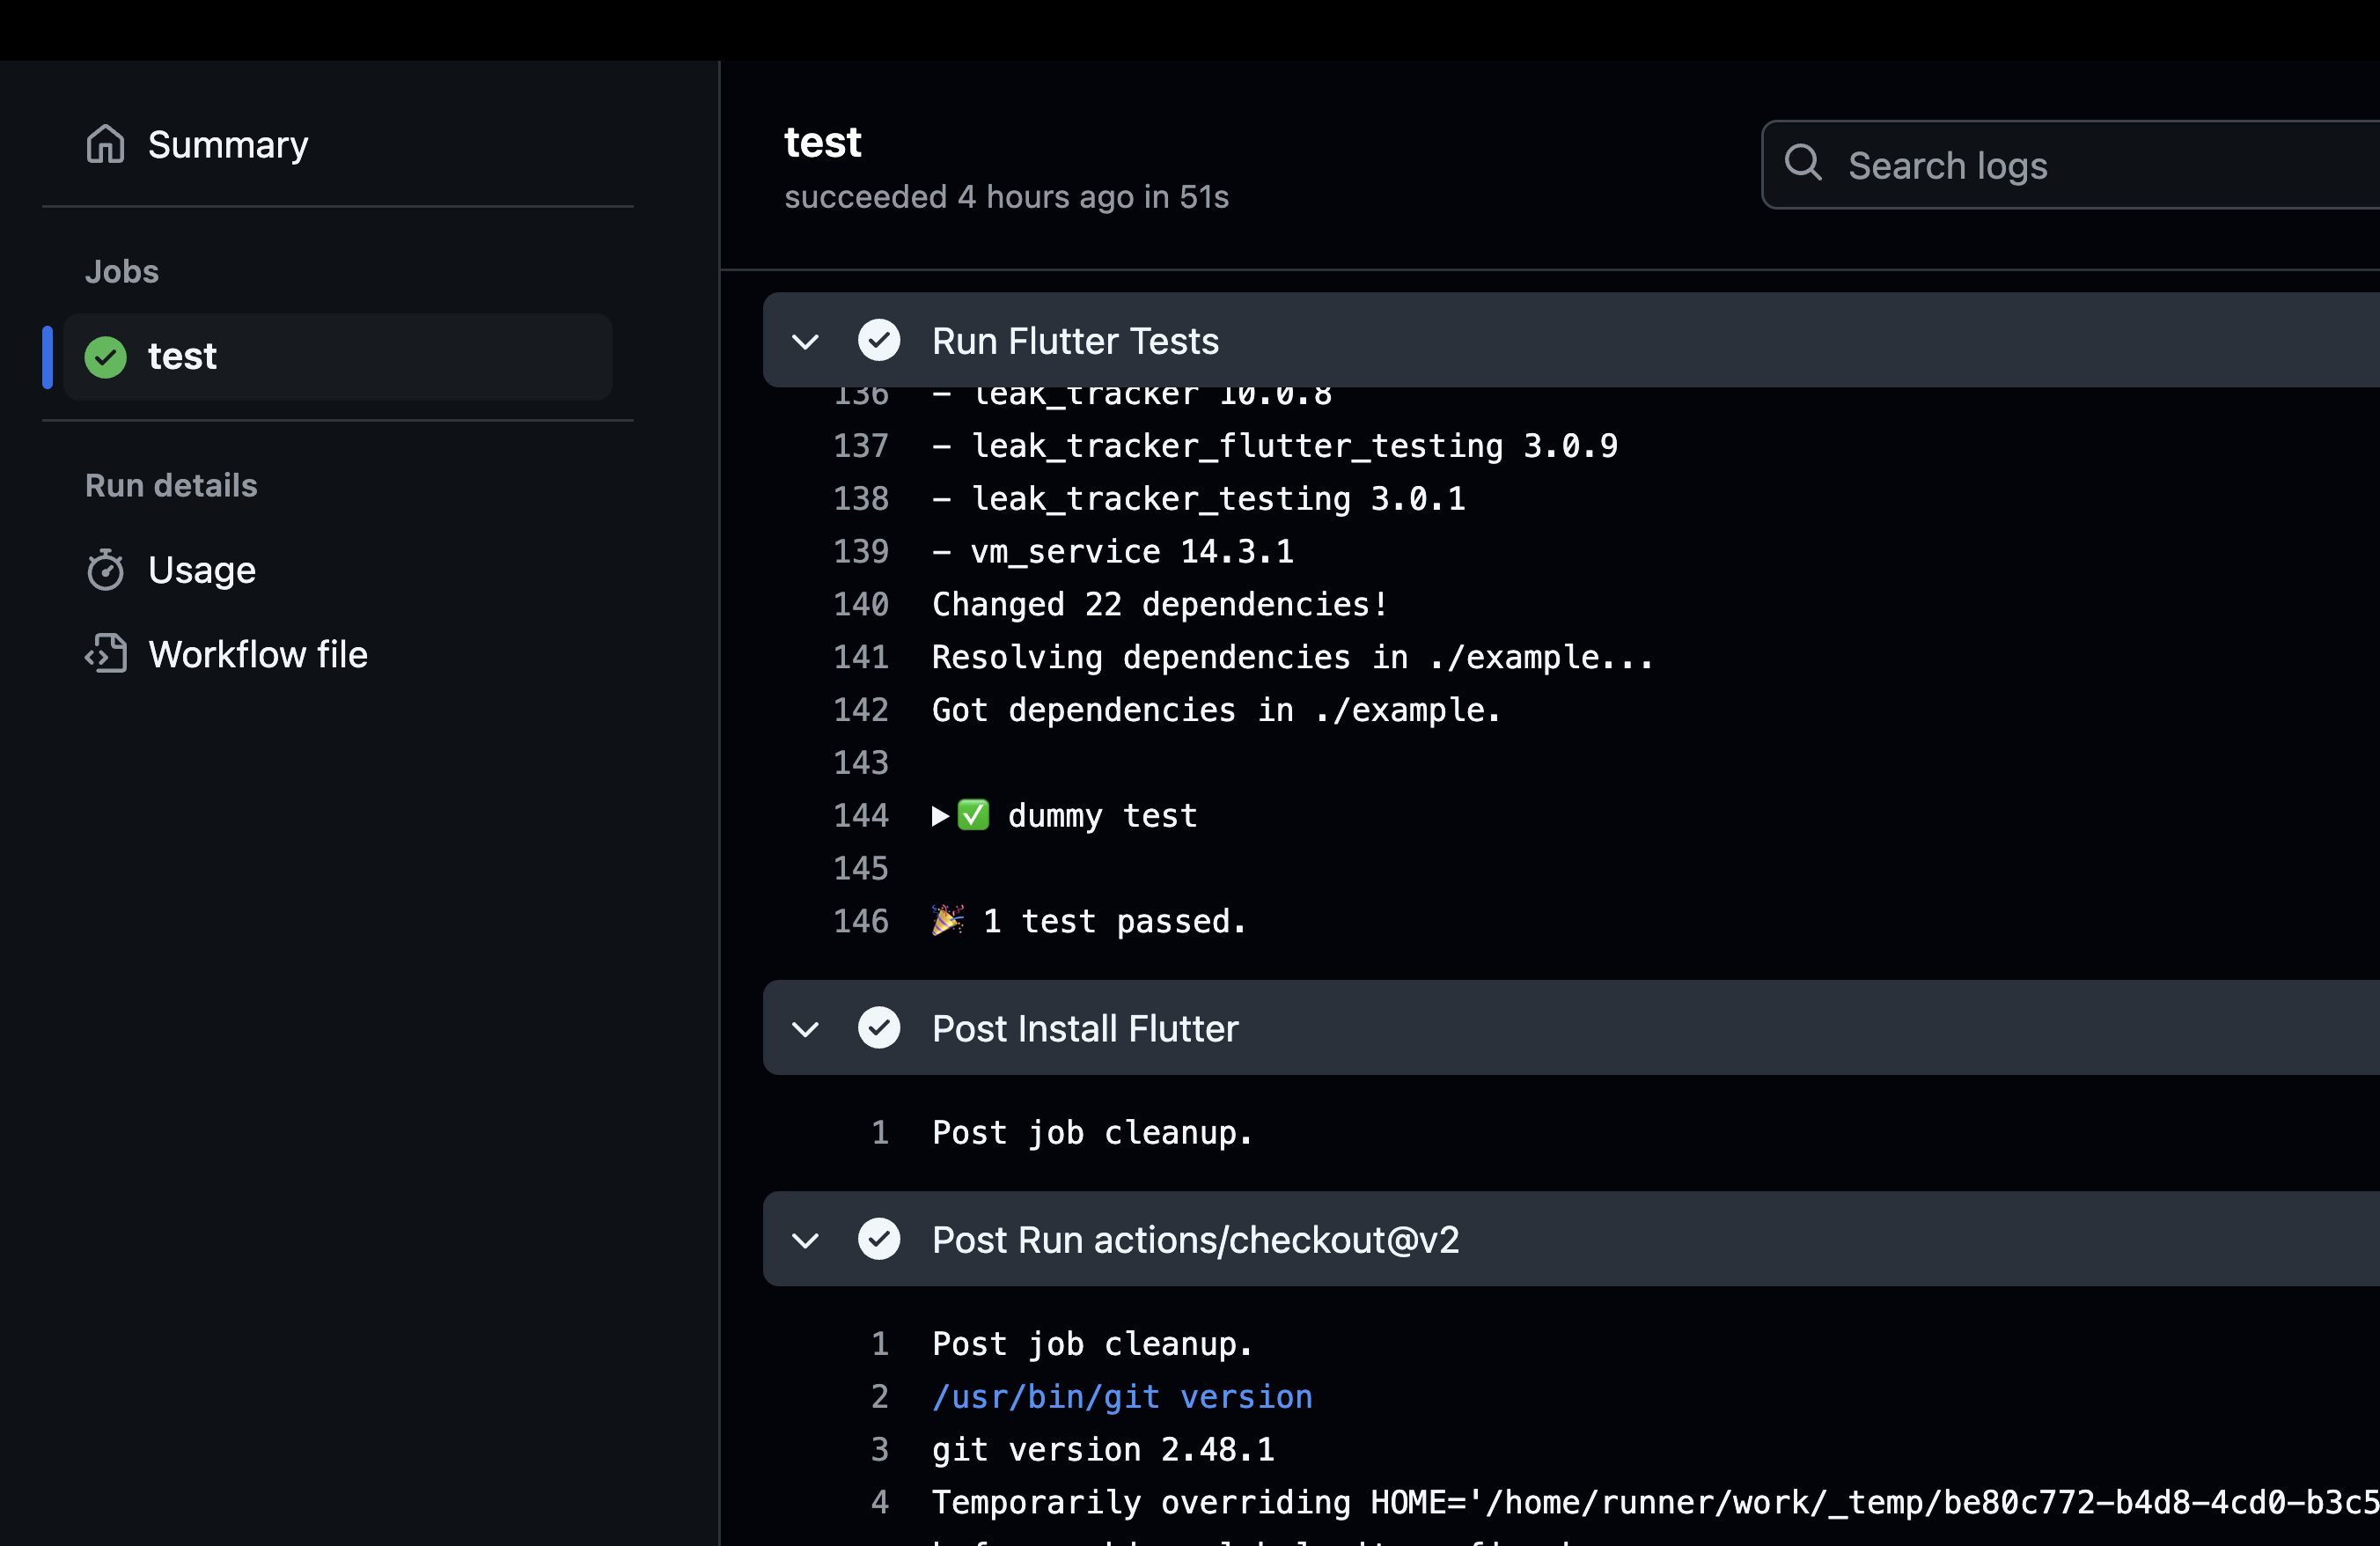 Summary
Jobs
test
Run details
Usage
Workflow file
test
succeeded 4 hours ago in 51s
Search logs
Run Flutter Tests
136 - leak_tracker 10.0.8
137 - leak_tracker_flutter_testing 3.0.9
138 - leak_tracker_testing 3.0.1
139 - vm_service 14.3.1
140 Changed 22 dependencies!
141 Resolving dependencies in ./example...
142 Got dependencies in ./example.
143
144 ▶✅ dummy test
145
146 🎉 1 test passed.
Post Install Flutter
1 Post job cleanup.
Post Run actions/checkout@v2
1 Post job cleanup.
2 /usr/bin/git version
3 git version 2.48.1
4 Temporarily overriding HOME='/home/runner/work/_temp/be80c772-b4d8-4cd0-b3c5